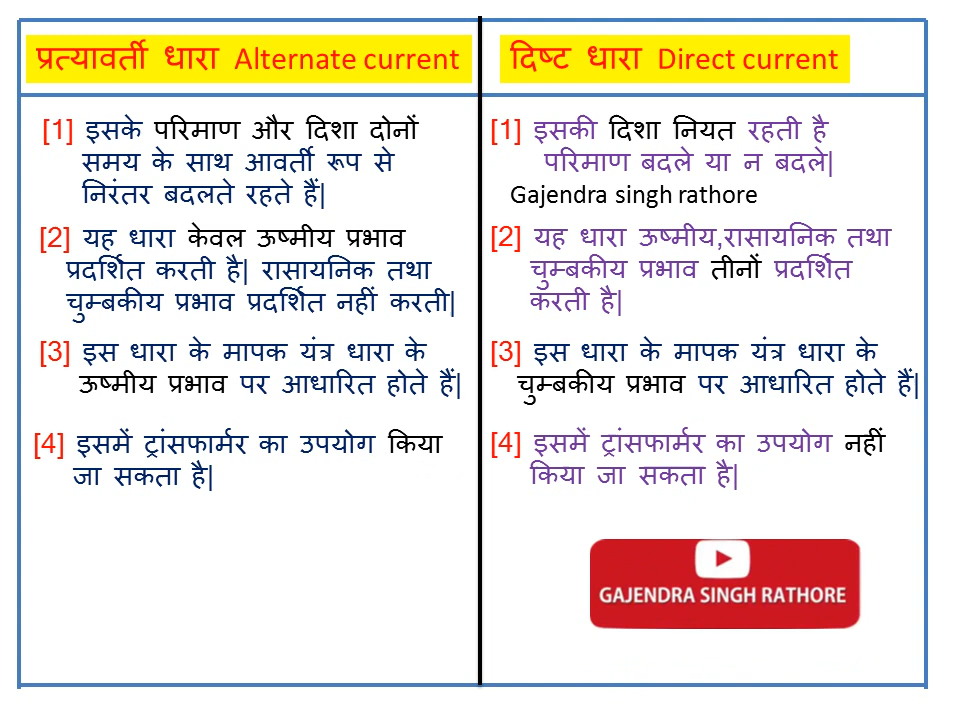 प्रत्यावर्ती धारा Alternate current
[1] इसके परिमाण और दिशा दोनों
समय के साथ आवर्ती रूप से
निरंतर बदलते रहते हैं|
[2] यह धारा केवल ऊष्मीय प्रभाव
प्रदर्शित करती है| रासायनिक तथा
चुम्बकीय प्रभाव प्रदर्शित नहीं करती|
[3] इस धारा के मापक यंत्र धारा के
ऊष्मीय प्रभाव पर आधारित होते हैं|
[4] इसमें ट्रांसफार्मर का उपयोग किया
जा सकता है|
दिष्ट धारा Direct current
[1] इसकी दिशा नियत रहती है
परिमाण बदले या न बदले|
Gajendra singh rathore
[2] यह धारा ऊष्मीय,रासायनिक तथा
चुम्बकीय प्रभाव तीनों प्रदर्शित
करती है|
[3] इस धारा के मापक यंत्र धारा के
चुम्बकीय प्रभाव पर आधारित होते हैं|
[4] इसमें ट्रांसफार्मर का उपयोग नहीं
किया जा सकता है|
GAJENDRA SINGH RATHORE